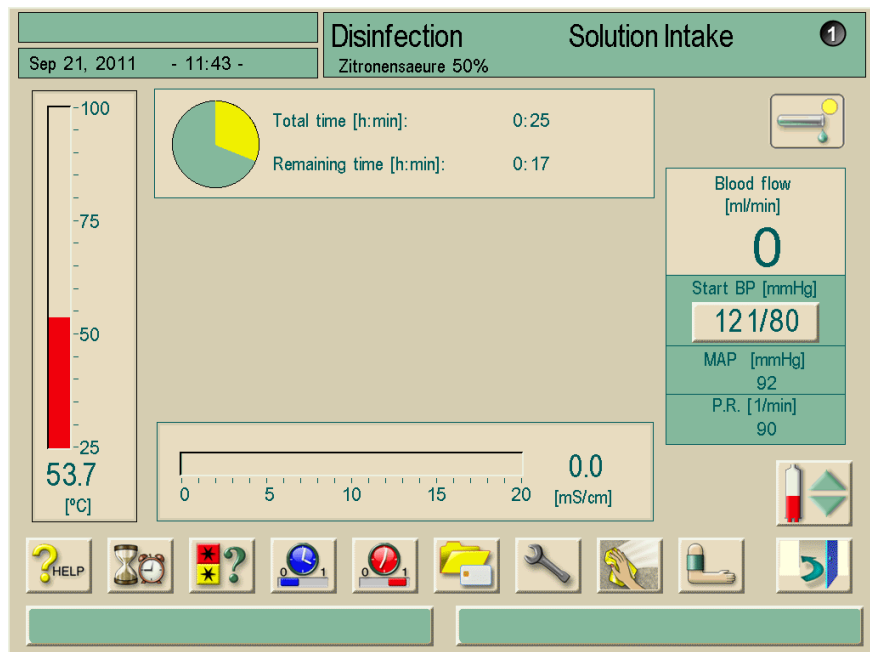 Disinfection
Solution Intake
1
Sep 21, 2011 - 11:43 -
Zitronensaeure 50%
100
75
50
25
53.7
[ºC]
Total time [h:min]: 0:25
Remaining time [h:min]: 0:17
Blood flow
[ml/min]
0
Start BP [mmHg]
121/80
MAP [mmHg]
92
P.R. [1/min]
90
0 5 10 15 20
0.0
[mS/cm]
? HELP
?
0 1
0 1